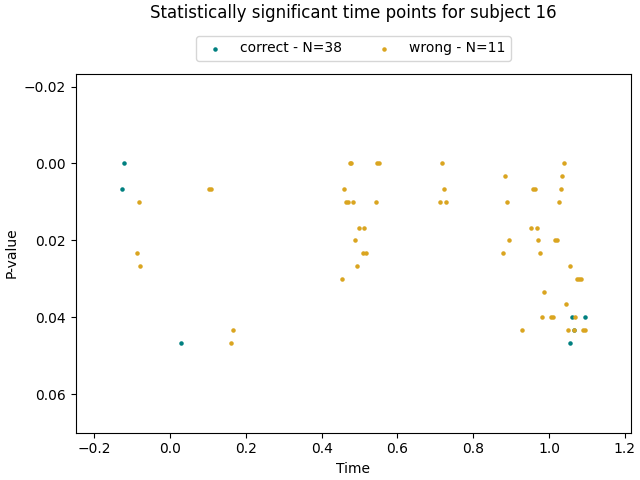 Statistically significant time points for subject 16
correct - N=38
wrong - N=11
−0.02
0.00
0.02
0.04
0.06
P-value
−0.2
0.0
0.2
0.4
0.6
0.8
1.0
1.2
Time